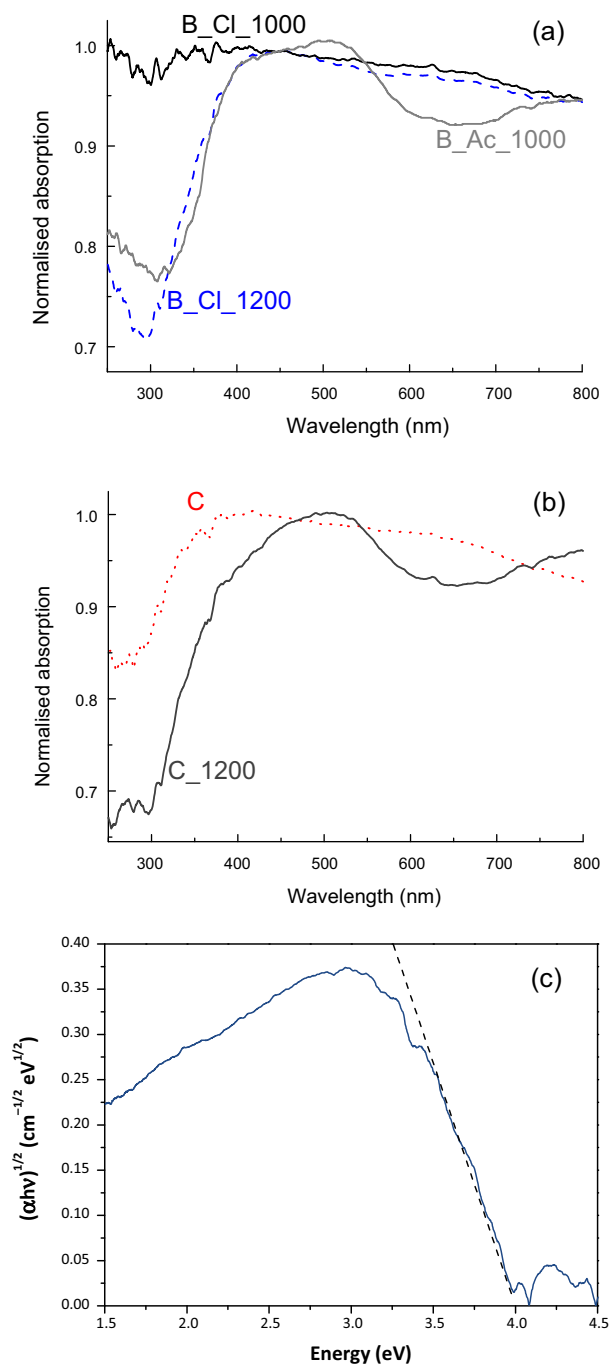 B_Cl_1000
(a)
1.0
0.9
0.8
0.7
B_Ac_1000
B_Cl_1200
Normalised absorption
300 400 500 600 700 800
Wavelength (nm)
C
(b)
1.0
0.9
0.8
0.7
C_1200
Normalised absorption
300 400 500 600 700 800
Wavelength (nm)
(c)
0.40
0.35
0.30
0.25
0.20
0.15
0.10
0.05
0.00
(αhν)^1/2 (cm^−1/2 eV^1/2)
1.5 2.0 2.5 3.0 3.5 4.0 4.5
Energy (eV)